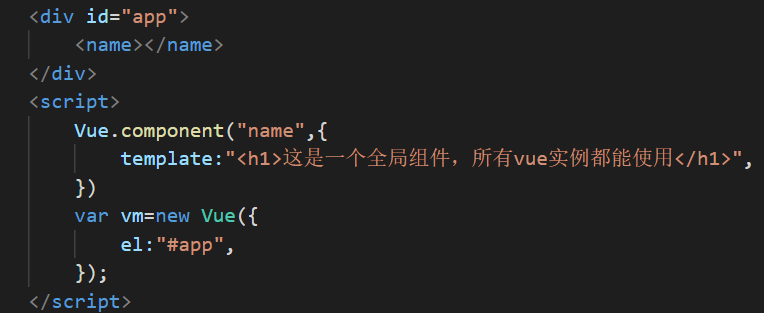 <div id="app">
    <name></name>
</div>
<script>
    Vue.component("name",{
        template:"<h1>这是一个全局组件，所有vue实例都能使用</h1>",
    })
    var vm=new Vue({
        el:"#app",
    });
</script>